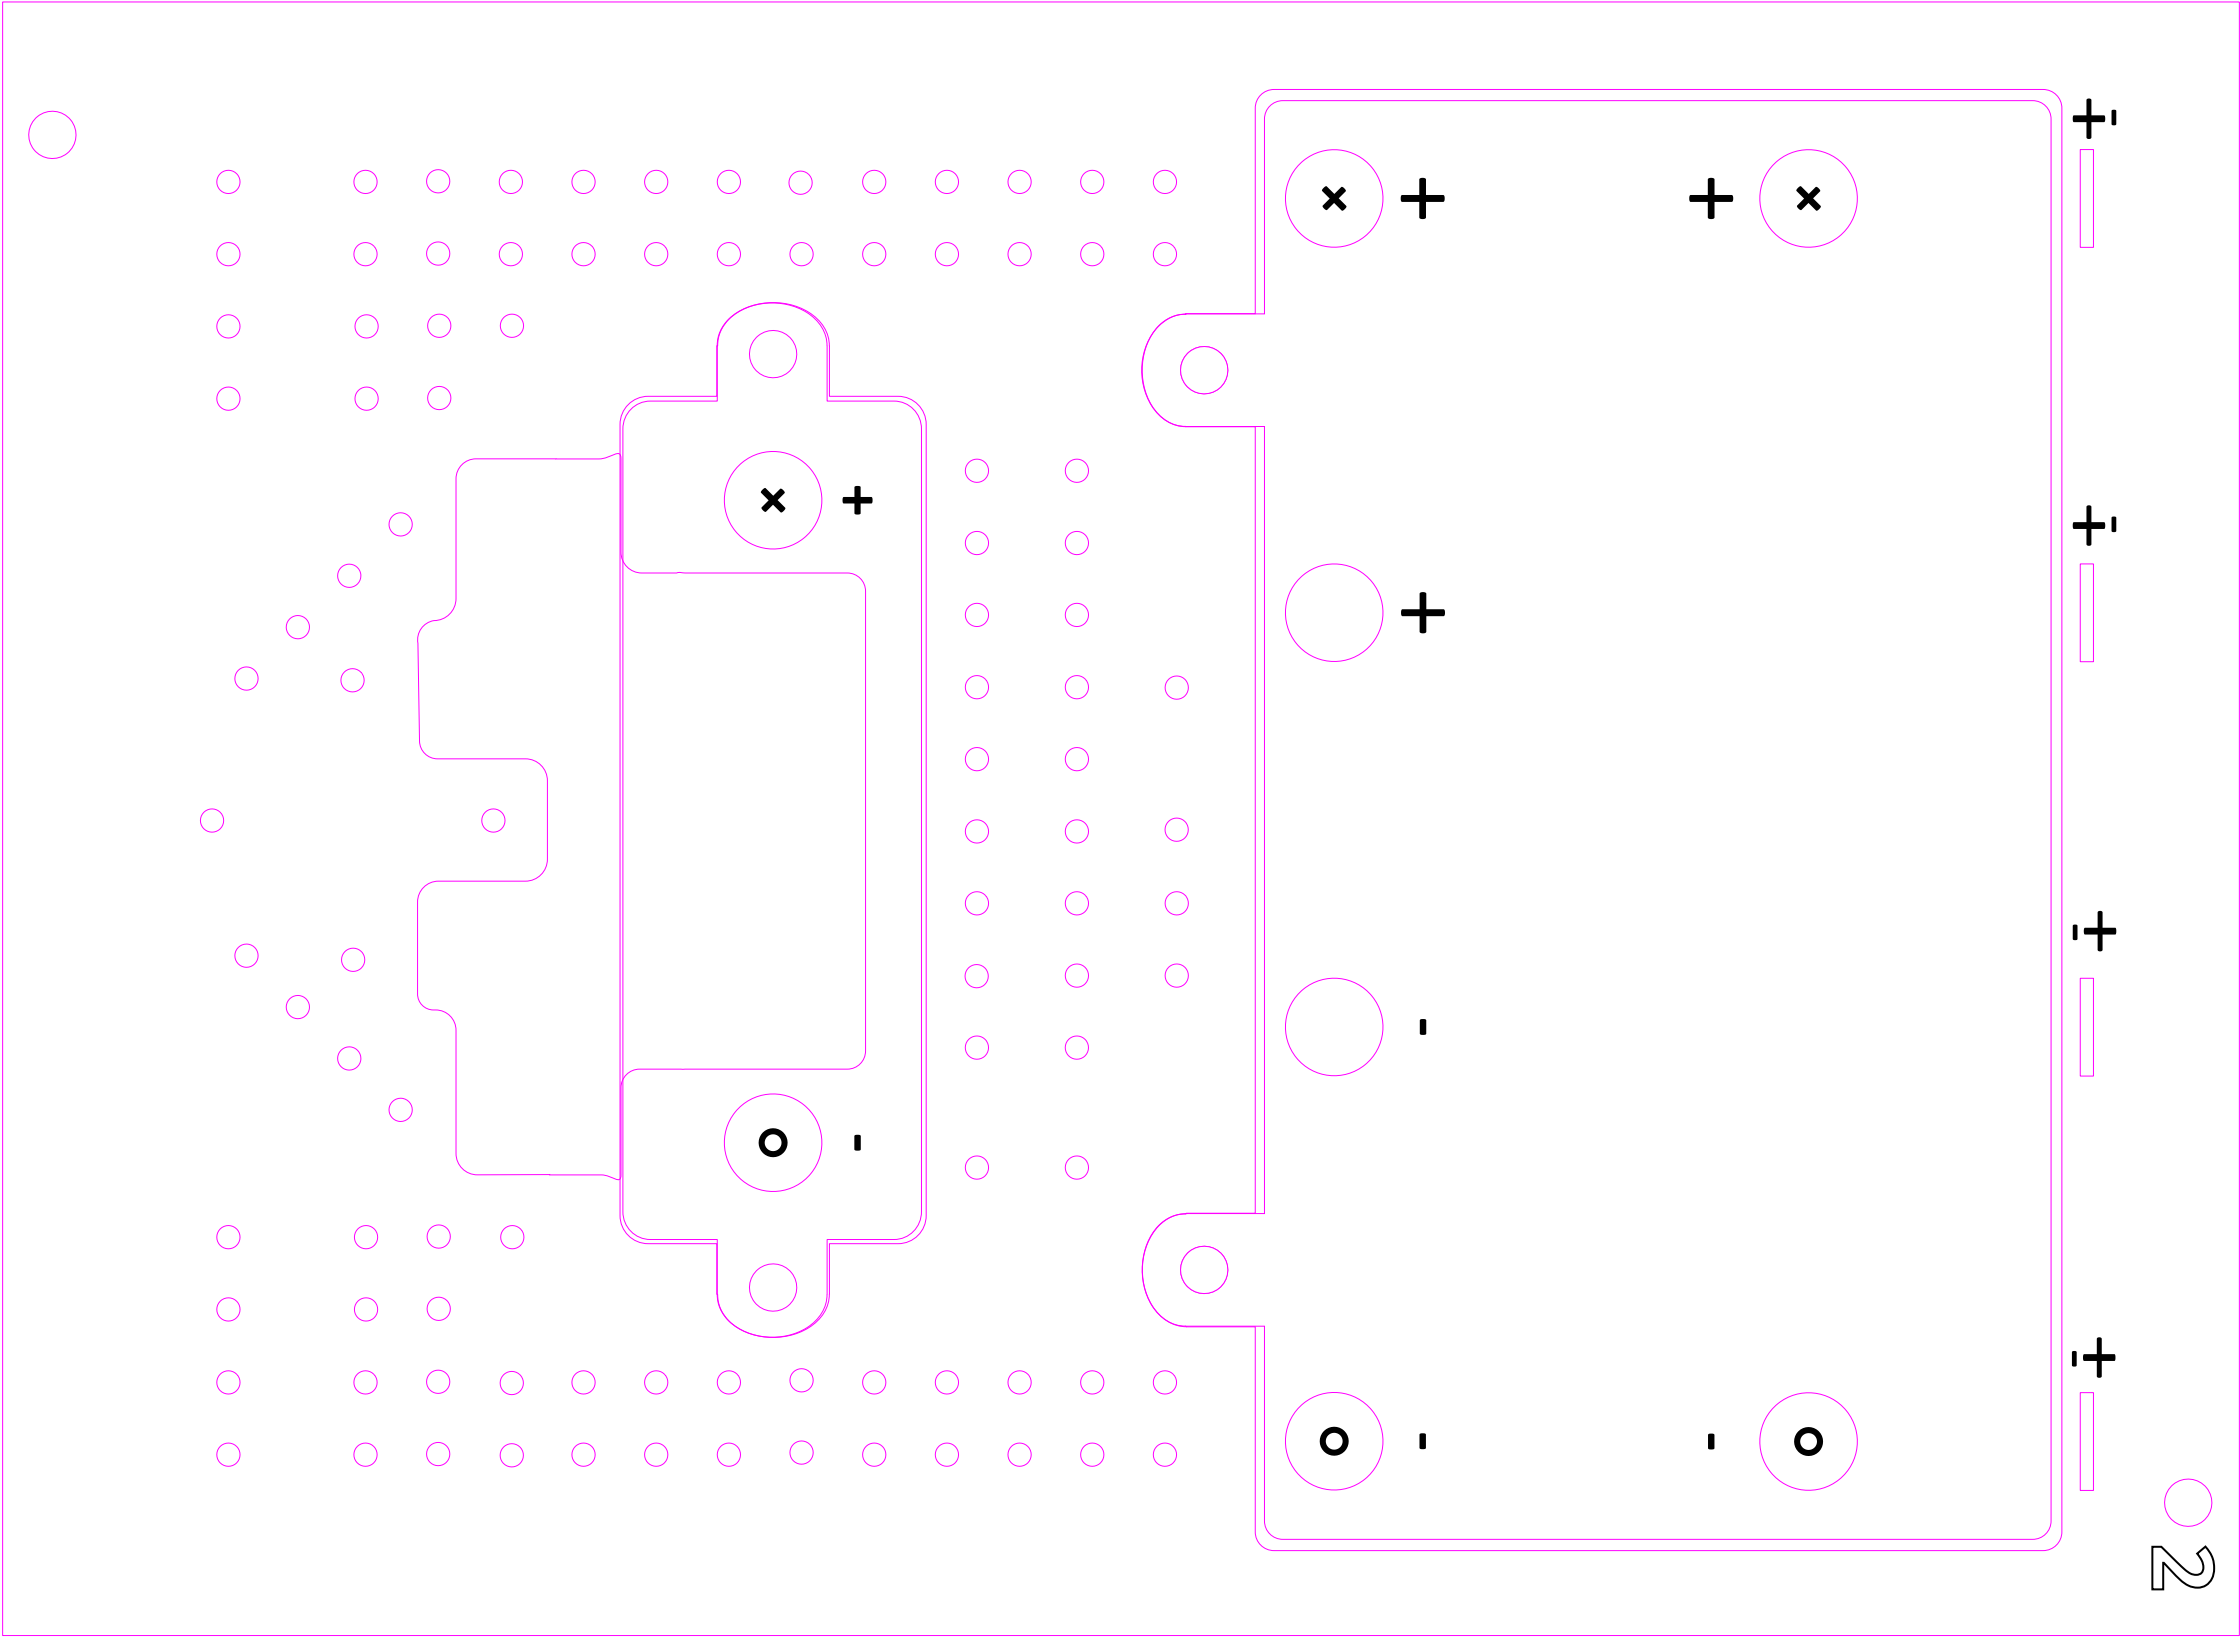 +-
× + + ×
+-
× +
+
-+
-
o -
-+
o - - o
2